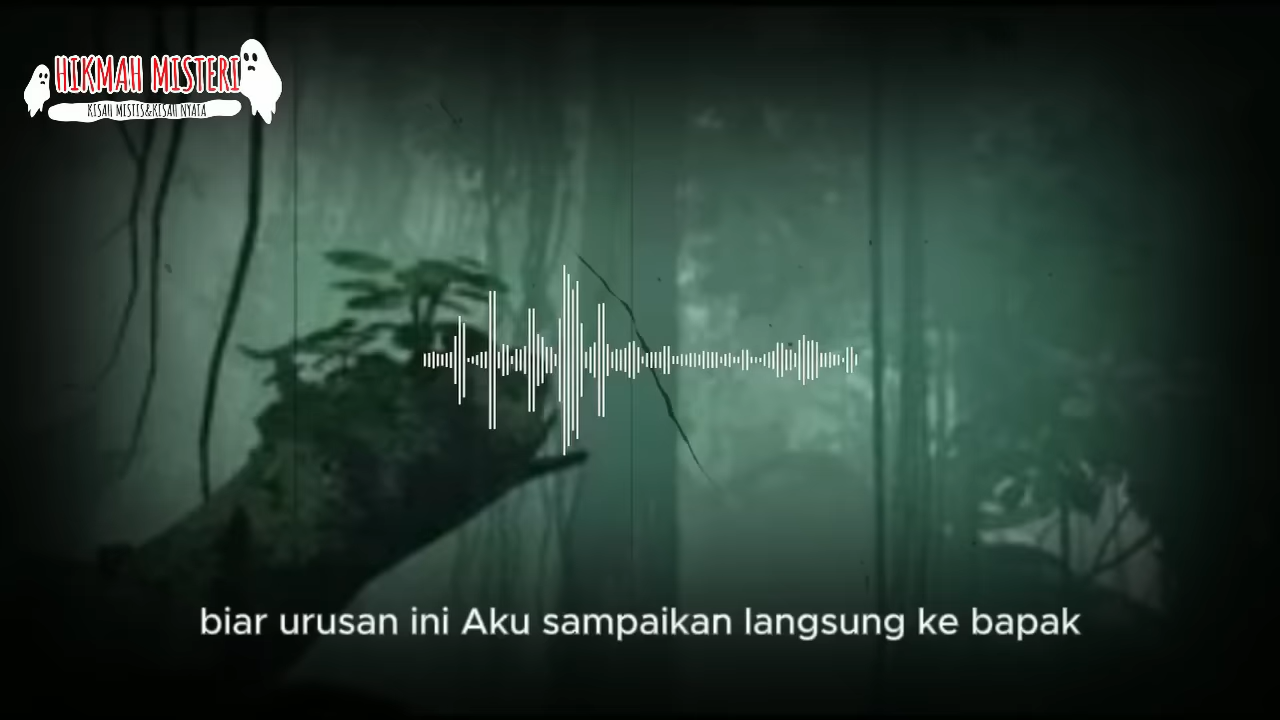 HIKMAH MISTERI
KISAH MISTIS&KISAH NYATA
biar urusan ini Aku sampaikan langsung ke bapak